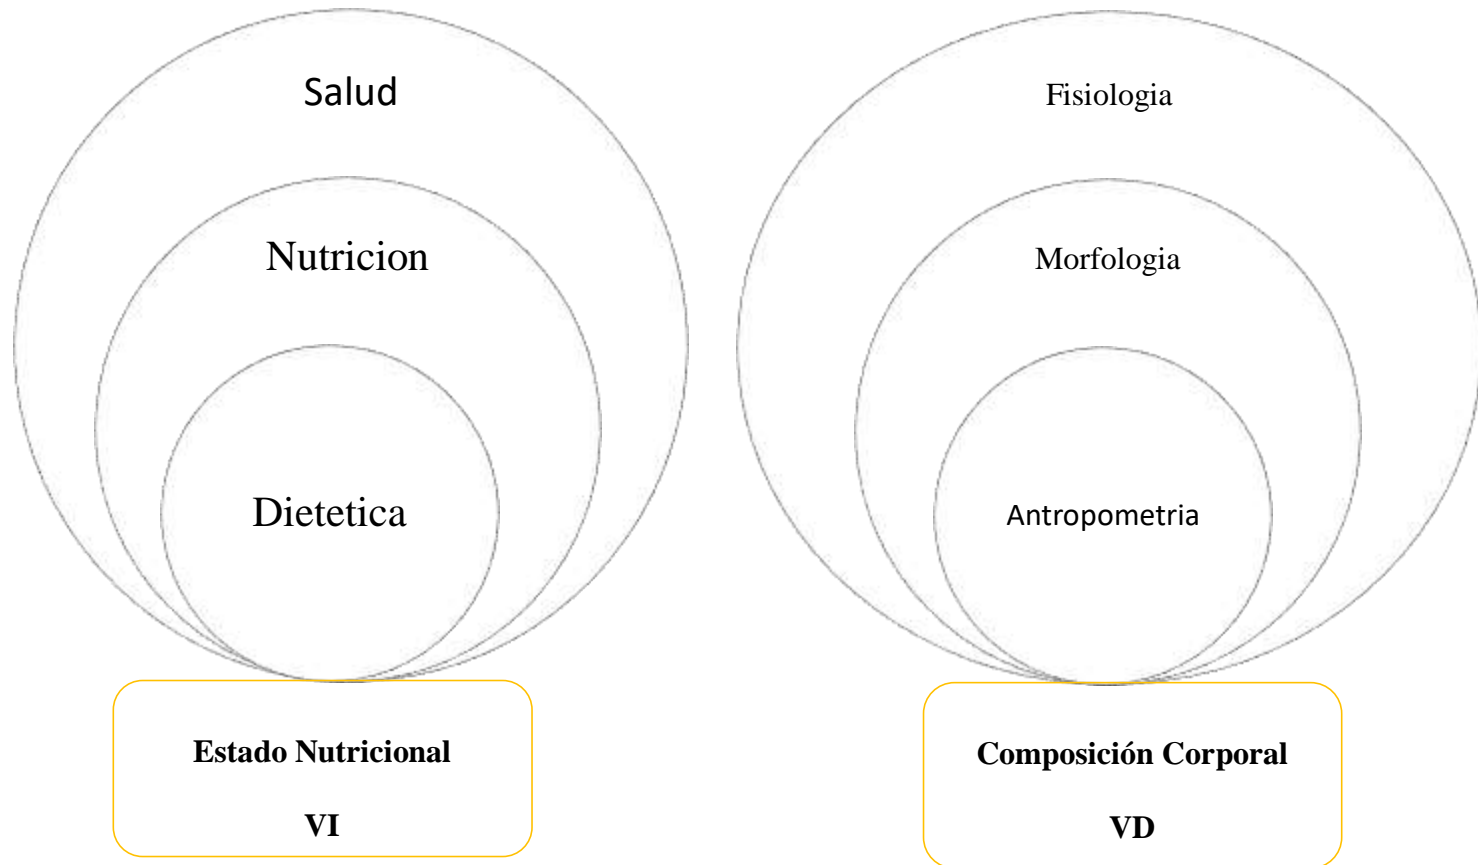 Salud
Nutricion
Dietetica
Estado Nutricional
VI
Fisiologia
Morfologia
Antropometria
Composición Corporal
VD